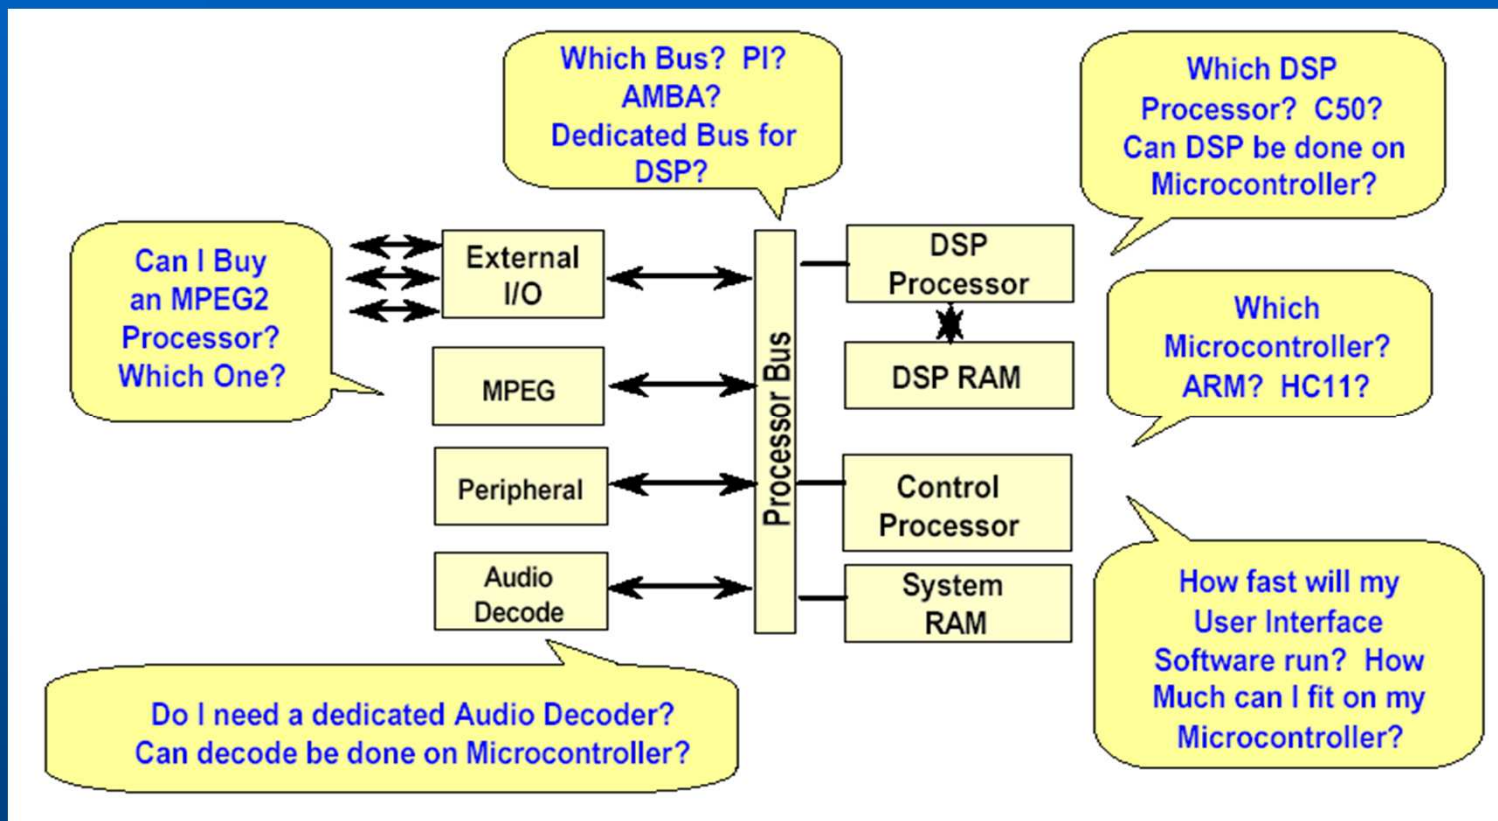 Which Bus? PI?
AMBA?
Dedicated Bus for
DSP?
Which DSP
Processor? C50?
Can DSP be done on
Microcontroller?
Can I Buy
an MPEG2
Processor?
Which One?
External
I/O
MPEG
Peripheral
Audio
Decode
Processor Bus
DSP
Processor
DSP RAM
Control
Processor
System
RAM
Which
Microcontroller?
ARM? HC11?
How fast will my
User Interface
Software run? How
Much can I fit on my
Microcontroller?
Do I need a dedicated Audio Decoder?
Can decode be done on Microcontroller?